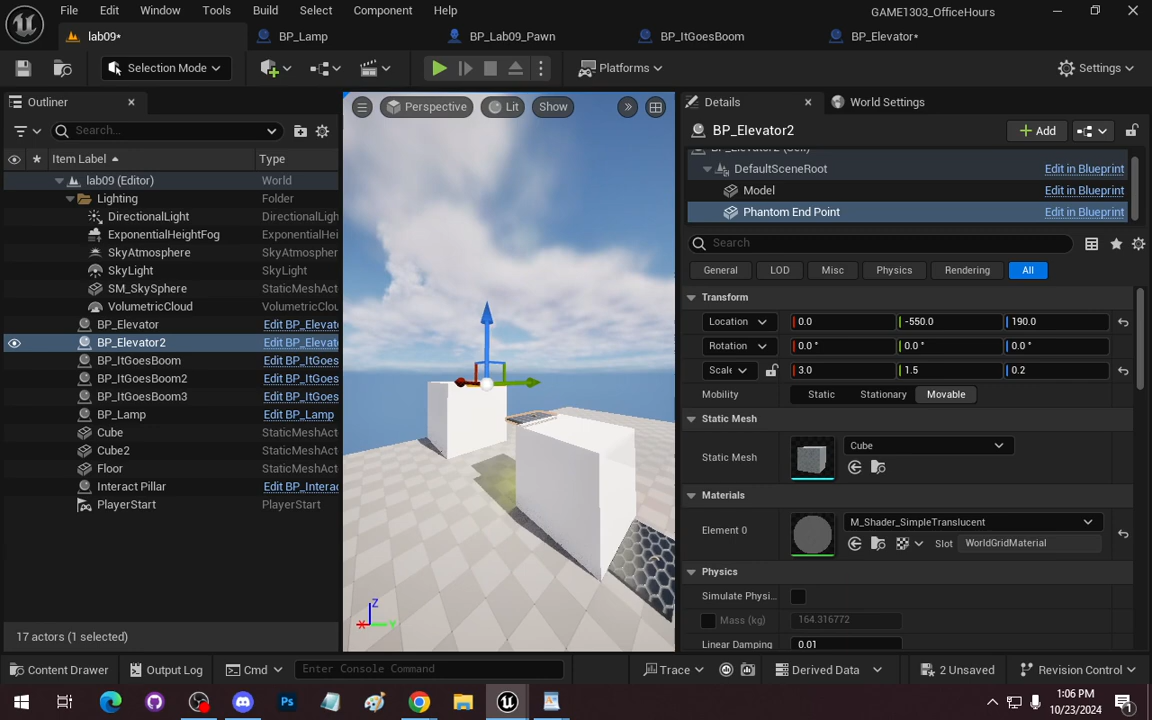 File Edit Window Tools Build Select Component Help GAME1303_OfficeHours
lab09* BP_Lamp BP_Lab09_Pawn BP_ItGoesBoom BP_Elevator*
Selection Mode Platforms Settings
Outliner Perspective Lit Show Details World Settings
Search... BP_Elevator2 Add
Item Label Type BP_Elevator2 (Self)
lab09 (Editor) World DefaultSceneRoot Edit in Blueprint
Lighting Folder Model Edit in Blueprint
DirectionalLight DirectionalLigh Phantom End Point Edit in Blueprint
ExponentialHeightFog ExponentialHei Search
SkyAtmosphere SkyAtmospher
SkyLight SkyLight General LOD Misc Physics Rendering All
SM_SkySphere StaticMeshAct Transform
VolumetricCloud VolumetricClou Location 0.0 -550.0 190.0
BP_Elevator Edit BP_Elevat
BP_Elevator2 Edit BP_Elevat Rotation 0.0 ° 0.0 ° 0.0 °
BP_ItGoesBoom Edit BP_ItGoes Scale 3.0 1.5 0.2
BP_ItGoesBoom2 Edit BP_ItGoes
BP_ItGoesBoom3 Edit BP_ItGoes Mobility Static Stationary Movable
BP_Lamp Edit BP_Lamp Static Mesh
Cube StaticMeshAct Cube
Cube2 StaticMeshAct Static Mesh
Floor StaticMeshAct
Interact Pillar Edit BP_Interac Materials
PlayerStart PlayerStart M_Shader_SimpleTranslucent
Element 0
Slot WorldGridMaterial
Physics
Simulate Physi...
Z X Y
Mass (kg) 164.316772
17 actors (1 selected) Linear Damping 0.01
Content Drawer Output Log Cmd Enter Console Command Trace Derived Data 2 Unsaved Revision Control
Ps 1:06 PM
10/23/2024 1